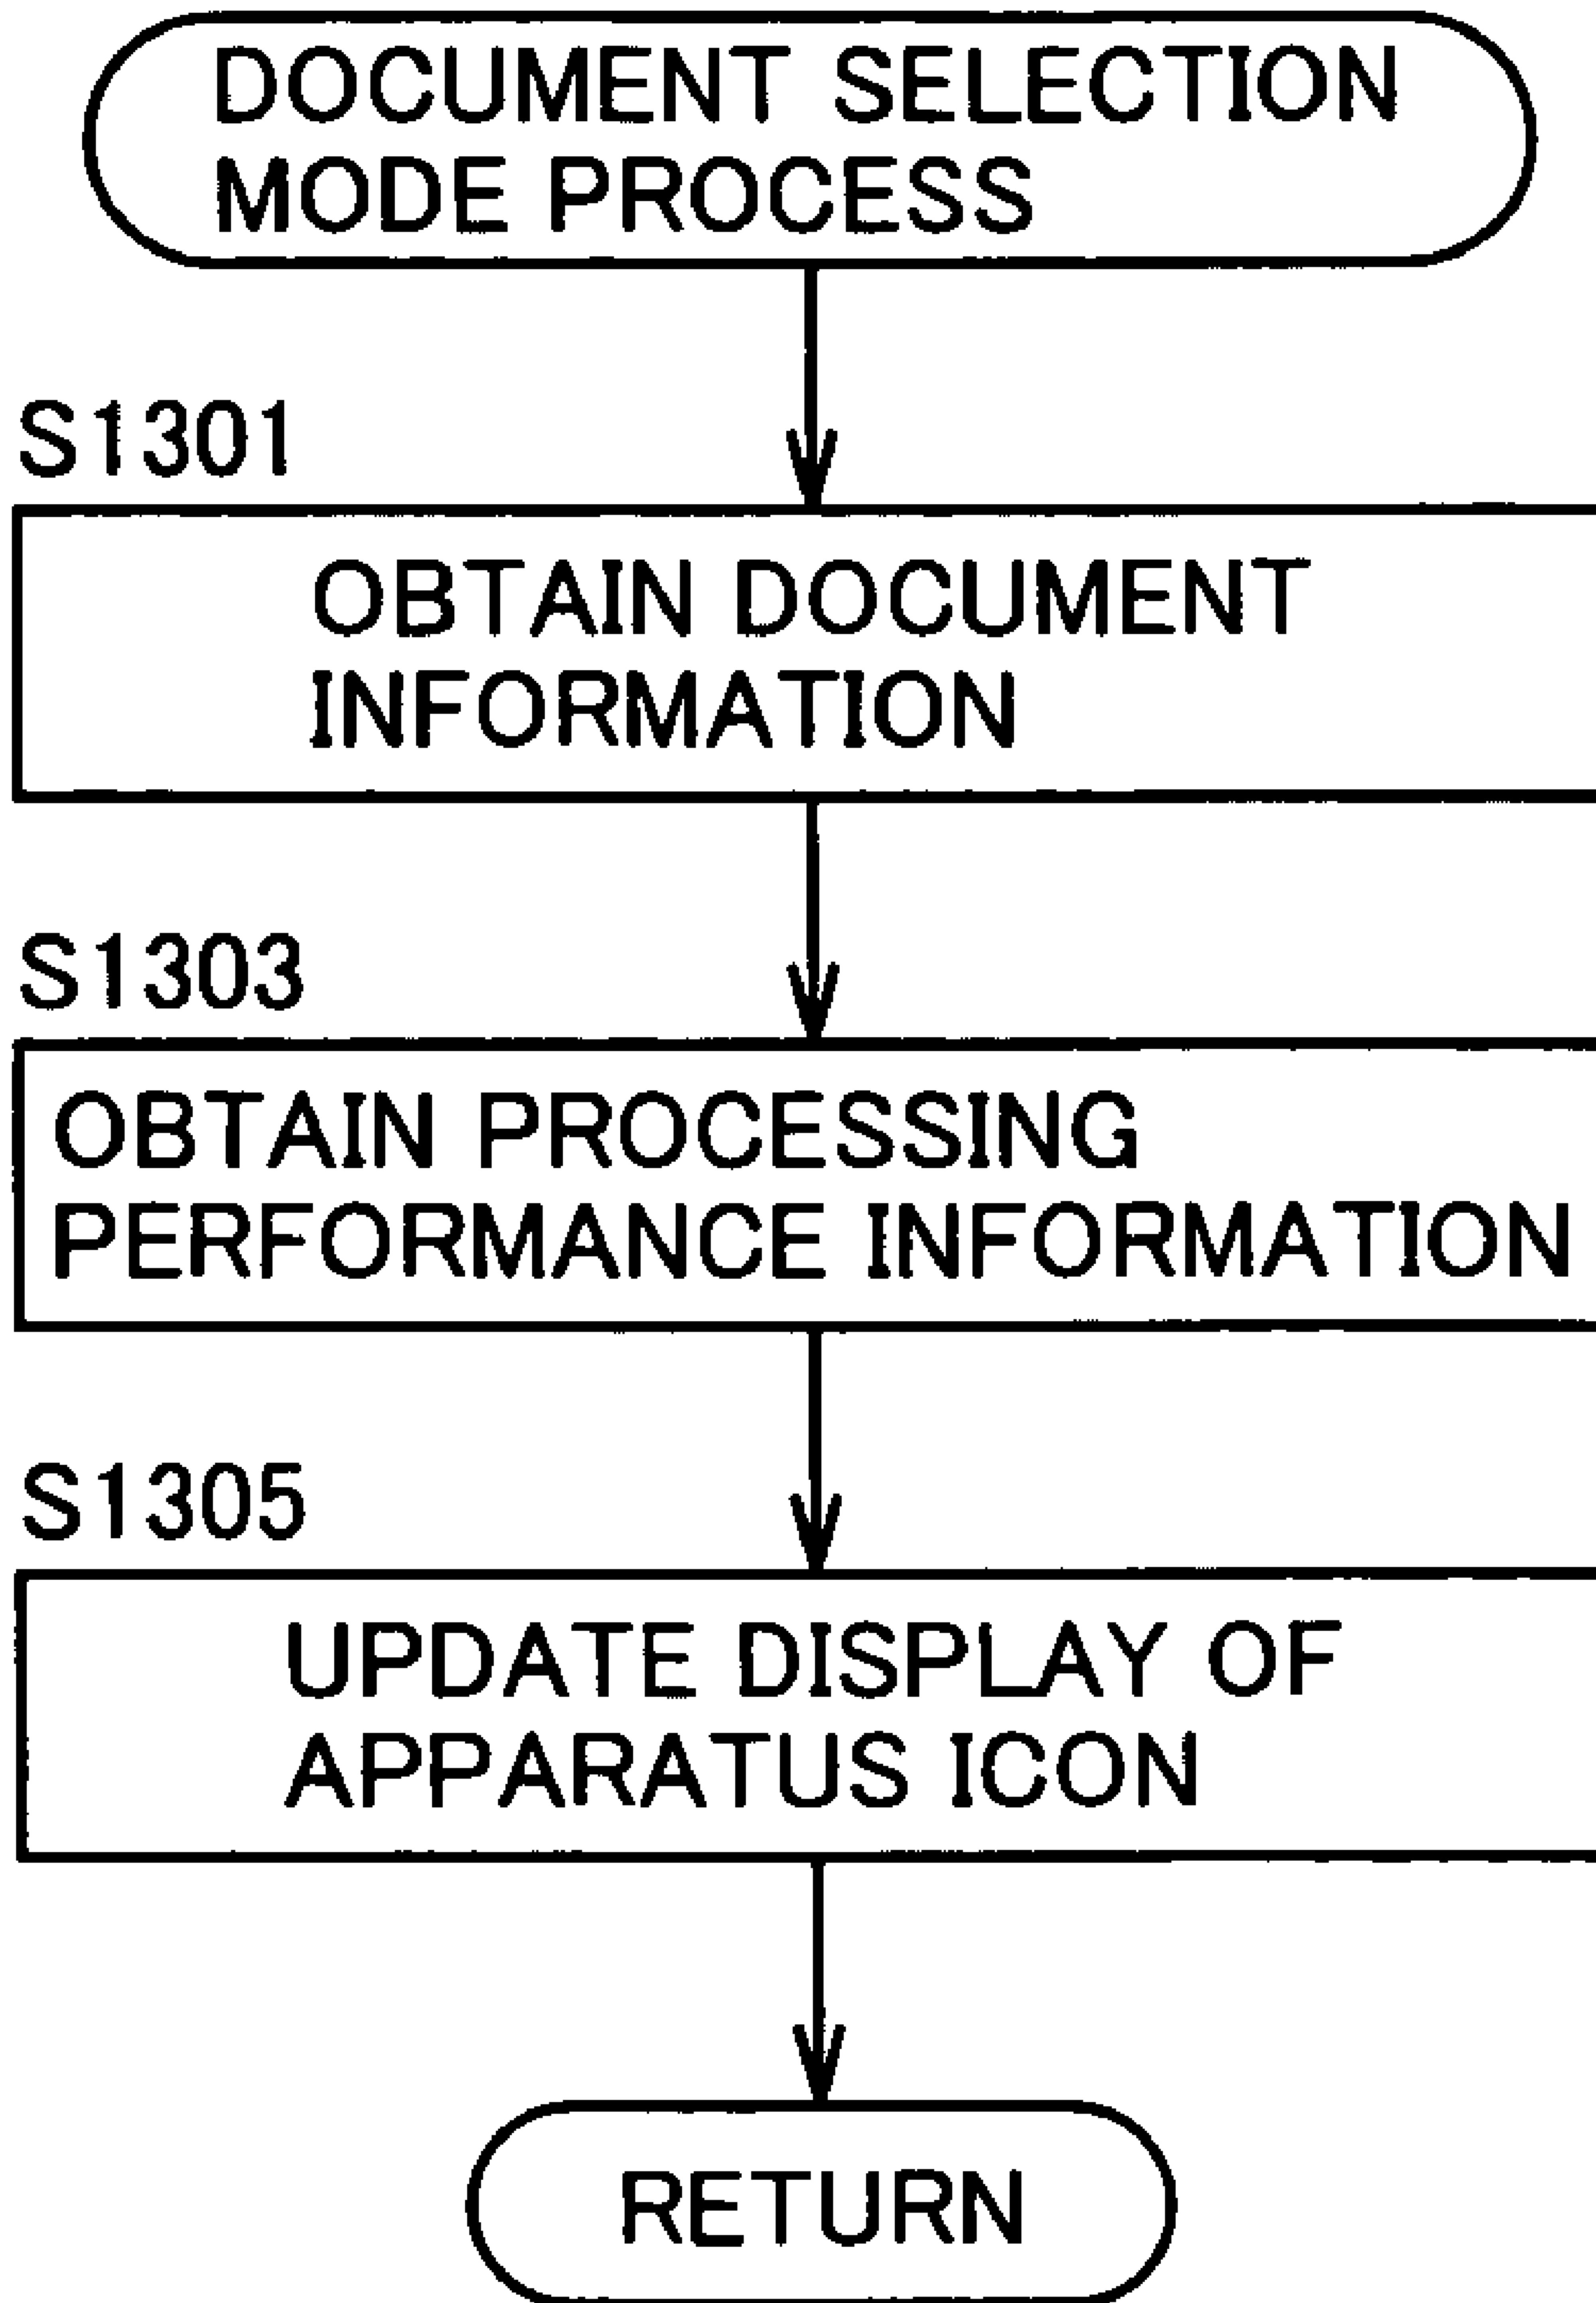 DOCUMENT SELECTION
MODE PROCESS
S1301
OBTAIN DOCUMENT
INFORMATION
S1303
OBTAIN PROCESSING
PERFORMANCE INFORMATION
S1305
UPDATE DISPLAY OF
APPARATUS ICON
RETURN